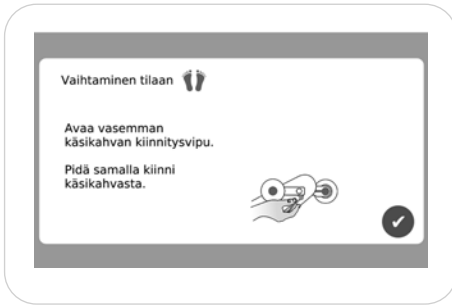 Vaihtaminen tilaan
Avaa vasemman
käsikahvan kiinnitysvipu.
Pidä samalla kiinni
käsikahvasta.